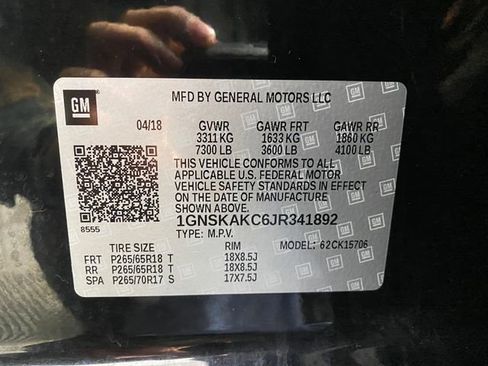 GM
MFD BY GENERAL MOTORS LLC
04/18 GVWR GAWR FRT GAWR RR
3311 KG 1633 KG 1860 KG
7300 LB 3600 LB 4100 LB
THIS VEHICLE CONFORMS TO ALL
APPLICABLE U.S. FEDERAL MOTOR
VEHICLE SAFETY STANDARDS IN EFFECT
ON THE DATE OF MANUFACTURE
SHOWN ABOVE.
8555
1GNSKAKC6JR341892
TYPE: M.P.V. MODEL: 62CK15706
TIRE SIZE RIM
FRT P265/65R18 T 18X8.5J
RR P265/65R18 T 18X8.5J
SPA P265/70R17 S 17X7.5J